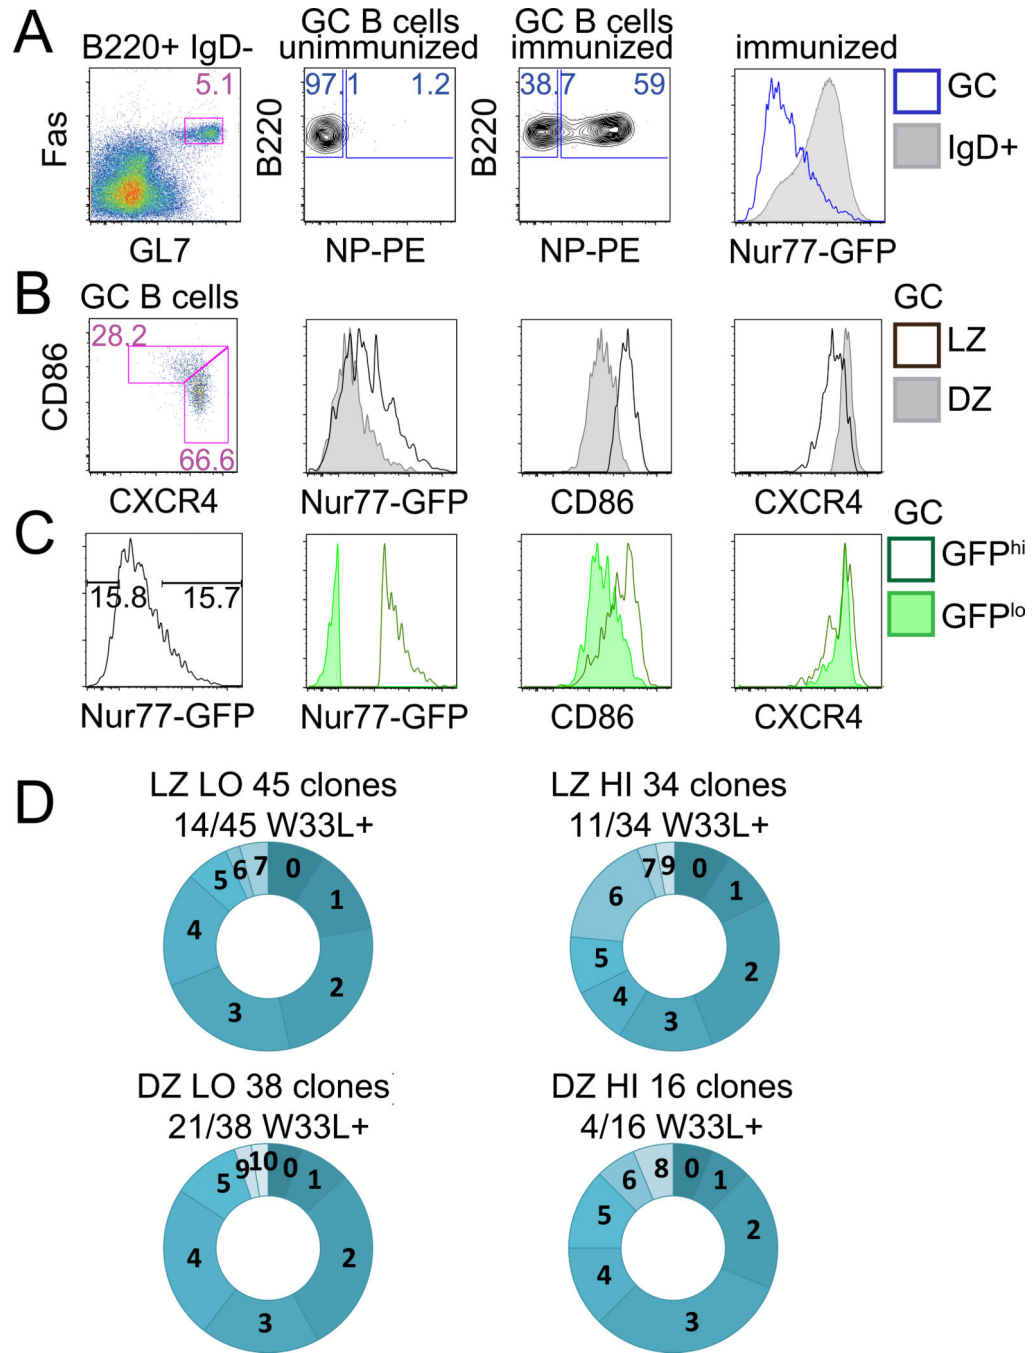 A
B220+ IgD-
5.1
Fas
GL7
GC B cells
unimmunized
97.1 1.2
B220
NP-PE
GC B cells
immunized
38.7 59
B220
NP-PE
immunized
Nur77-GFP
GC
IgD+
B
GC B cells
28.2
66.6
CD86
CXCR4
Nur77-GFP
CD86
CXCR4
GC
LZ
DZ
C
15.8 15.7
Nur77-GFP
Nur77-GFP
CD86
CXCR4
GC
GFPhi
GFPlo
D
LZ LO 45 clones
14/45 W33L+
0
1
2
3
4
5
6
7
LZ HI 34 clones
11/34 W33L+
0
1
2
3
4
5
6
7
9
DZ LO 38 clones
21/38 W33L+
0
1
2
3
4
5
9
10
DZ HI 16 clones
4/16 W33L+
0
1
2
3
4
5
6
8